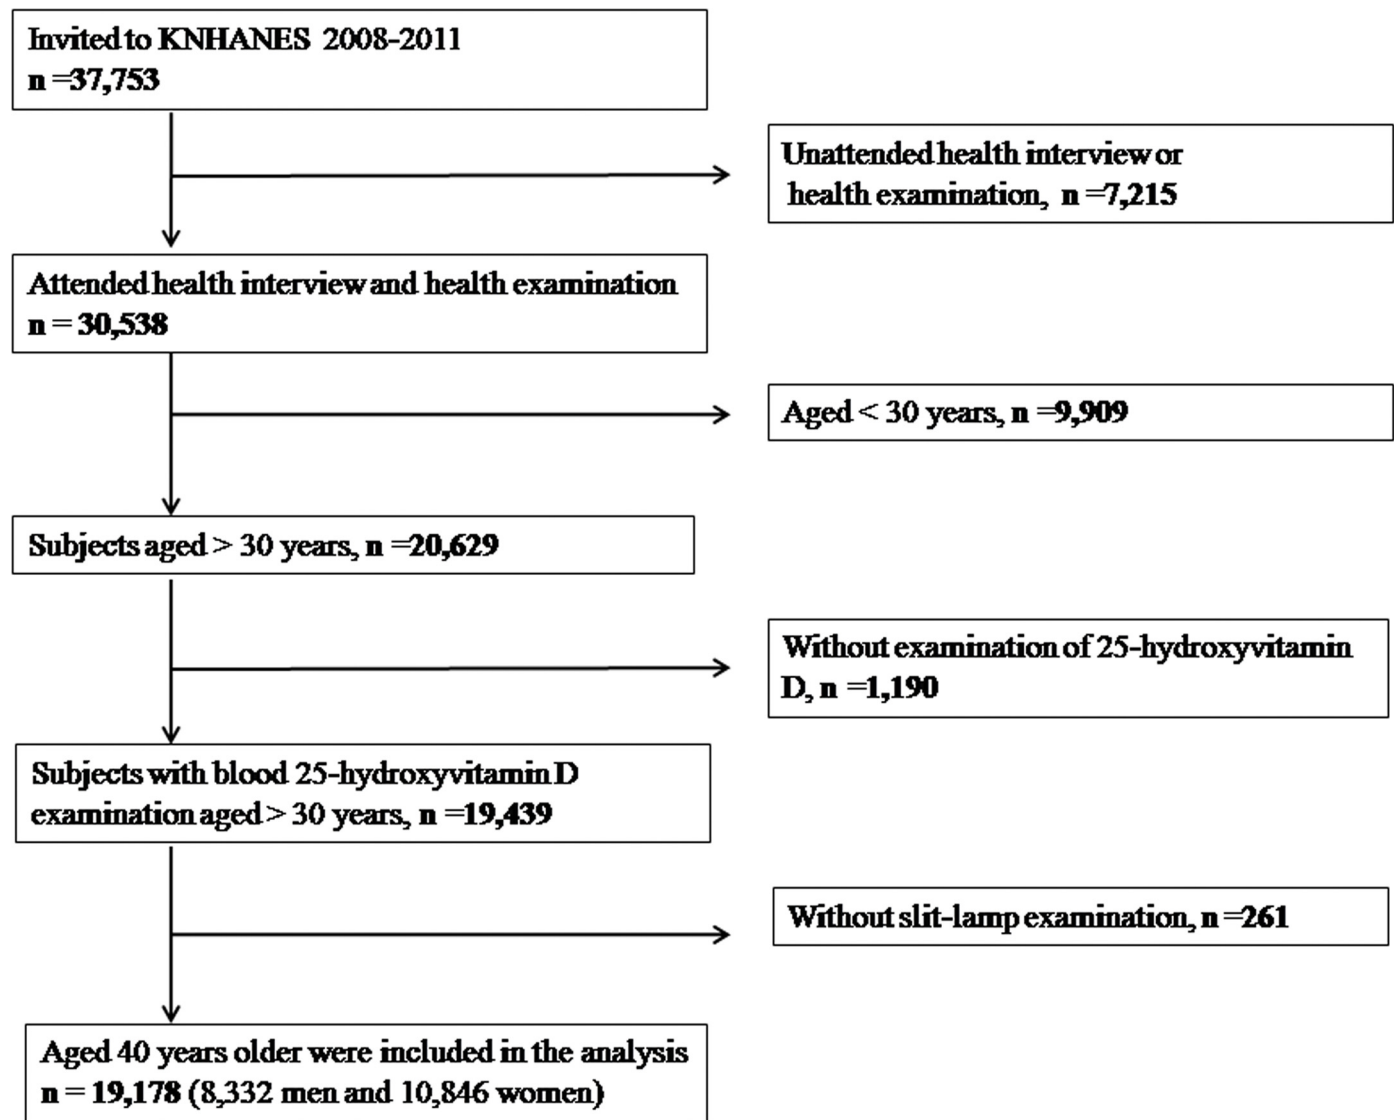 Invited to KNHANES 2008-2011
n =37,753
Unattended health interview or
health examination, n =7,215
Attended health interview and health examination
n = 30,538
Aged < 30 years, n =9,909
Subjects aged > 30 years, n =20,629
Without examination of 25-hydroxyvitamin
D, n =1,190
Subjects with blood 25-hydroxyvitamin D
examination aged > 30 years, n =19,439
Without slit-lamp examination, n =261
Aged 40 years older were included in the analysis
n = 19,178 (8,332 men and 10,846 women)